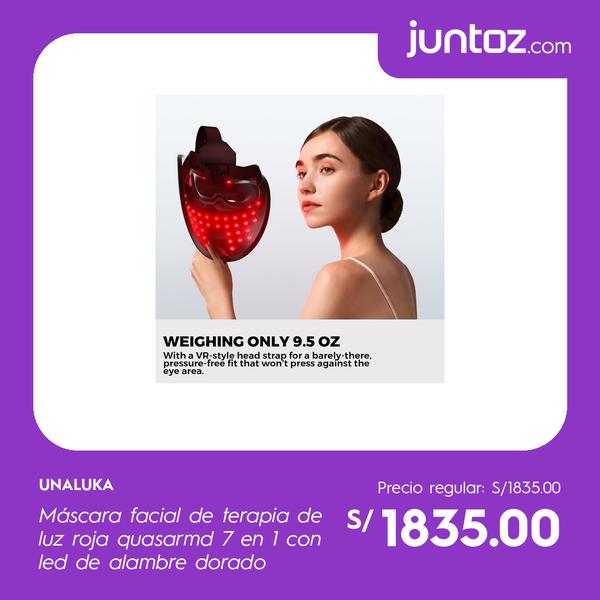 juntoz.com
WEIGHING ONLY 9.5 OZ
With a VR-style head strap for a barely-there,
pressure-free fit that won't press against the
eye area.
UNALUKA
Máscara facial de terapia de
luz roja quasarmd 7 en 1 con
led de alambre dorado
Precio regular: S/1835.00
S/1835.00